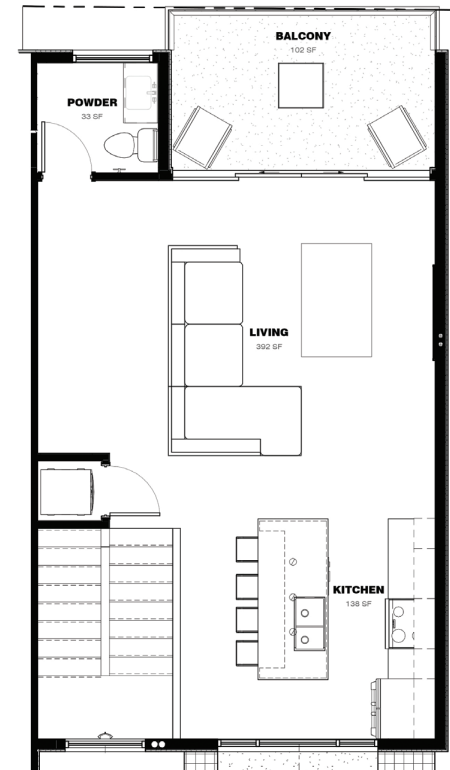 BALCONY
102 SF
POWDER
33 SF
LIVING
392 SF
KITCHEN
138 SF